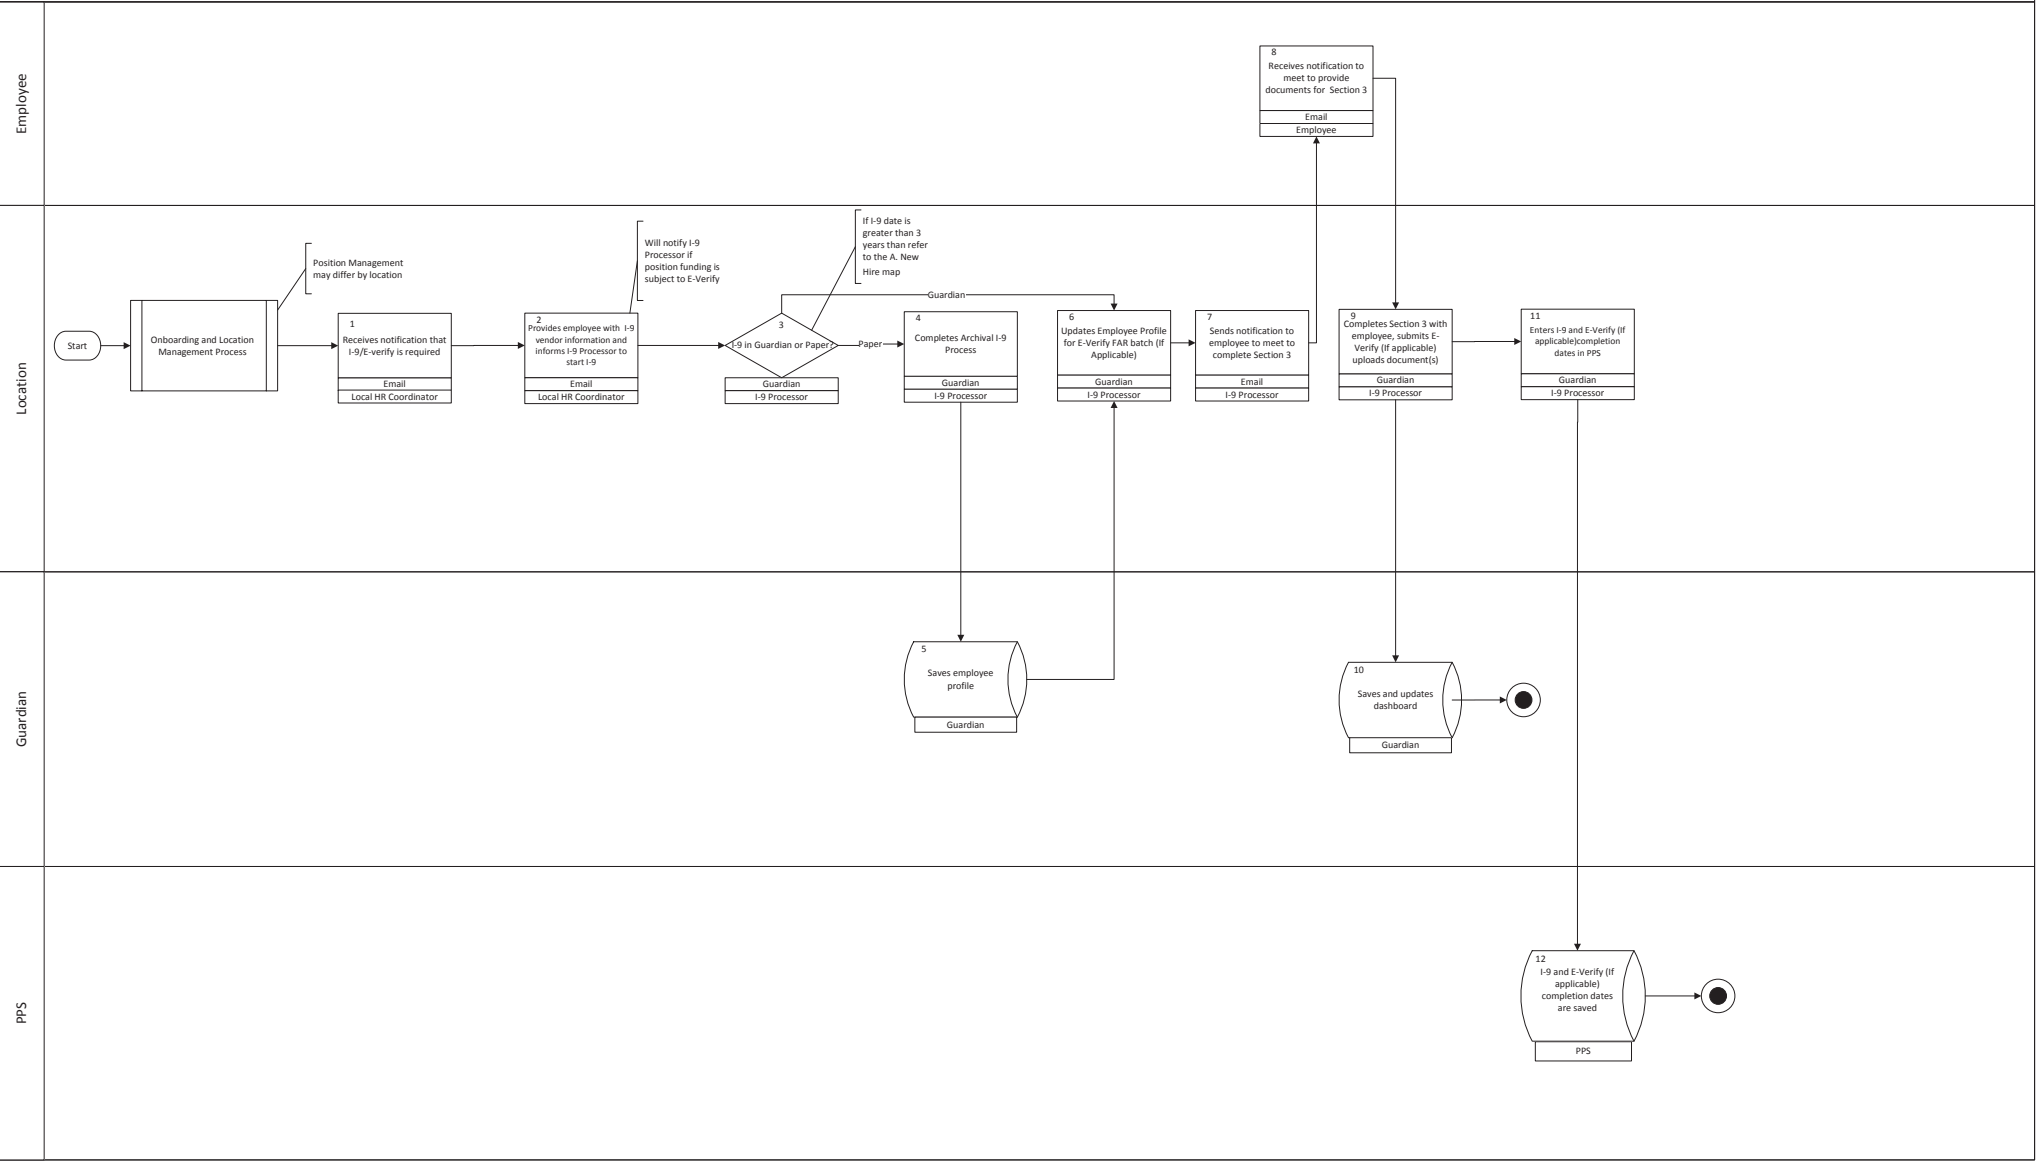 Employee
8
Receives notification to
meet to provide
documents for Section 3
Email
Employee
Location
Start
Onboarding and Location
Management Process
Position Management
may differ by location
1
Receives notification that
I-9/E-verify is required
Email
Local HR Coordinator
2
Provides employee with I-9
vendor information and
informs I-9 Processor to
start I-9
Email
Local HR Coordinator
Will notify I-9
Processor if
position funding is
subject to E-Verify
3
I-9 in Guardian or Paper?
Guardian
I-9 Processor
If I-9 date is
greater than 3
years than refer
to the A. New
Hire map
Guardian
Paper
4
Completes Archival I-9
Process
Guardian
I-9 Processor
6
Updates Employee Profile
for E-Verify FAR batch (If
Applicable)
Guardian
I-9 Processor
7
Sends notification to
employee to meet to
complete Section 3
Email
I-9 Processor
9
Completes Section 3 with
employee, submits E-
Verify (If applicable)
uploads document(s)
Guardian
I-9 Processor
11
Enters I-9 and E-Verify (If
applicable)completion
dates in PPS
Guardian
I-9 Processor
Guardian
5
Saves employee
profile
Guardian
10
Saves and updates
dashboard
Guardian
PPS
12
I-9 and E-Verify (If
applicable)
completion dates
are saved
PPS